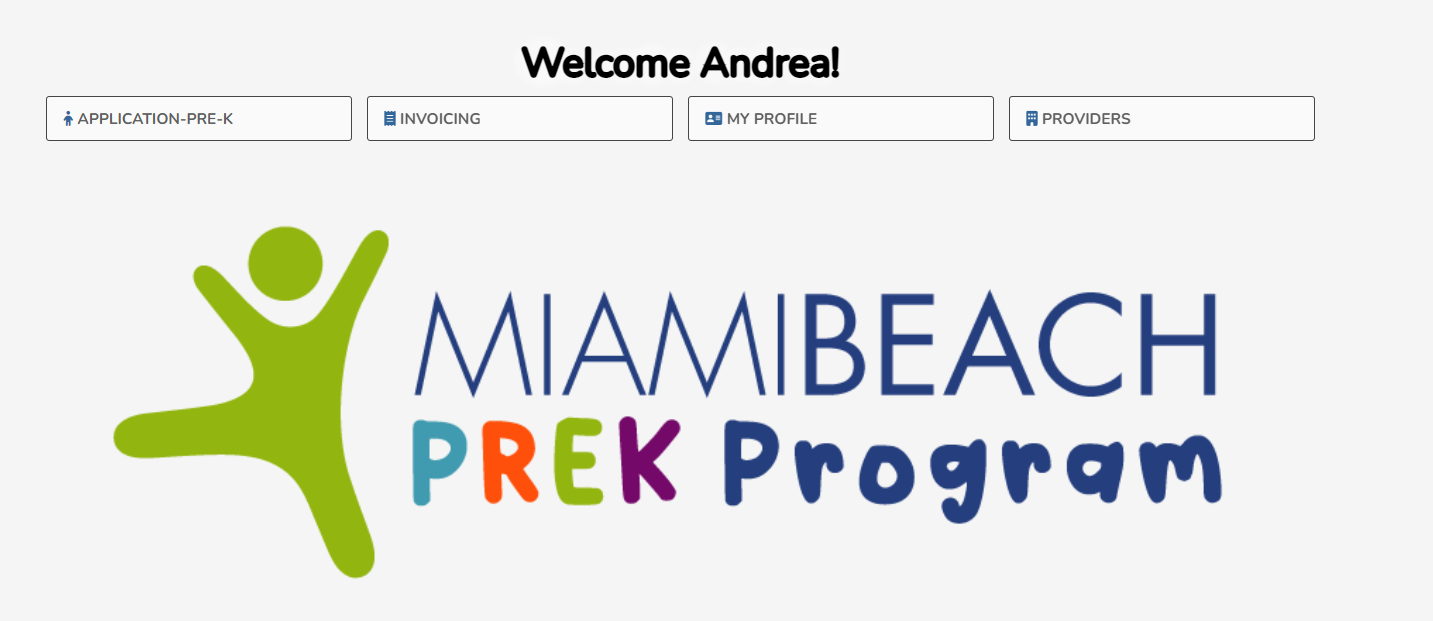 Welcome Andrea!
APPLICATION-PRE-K
INVOICING
MY PROFILE
PROVIDERS
MIAMIBEACH
PREK Program